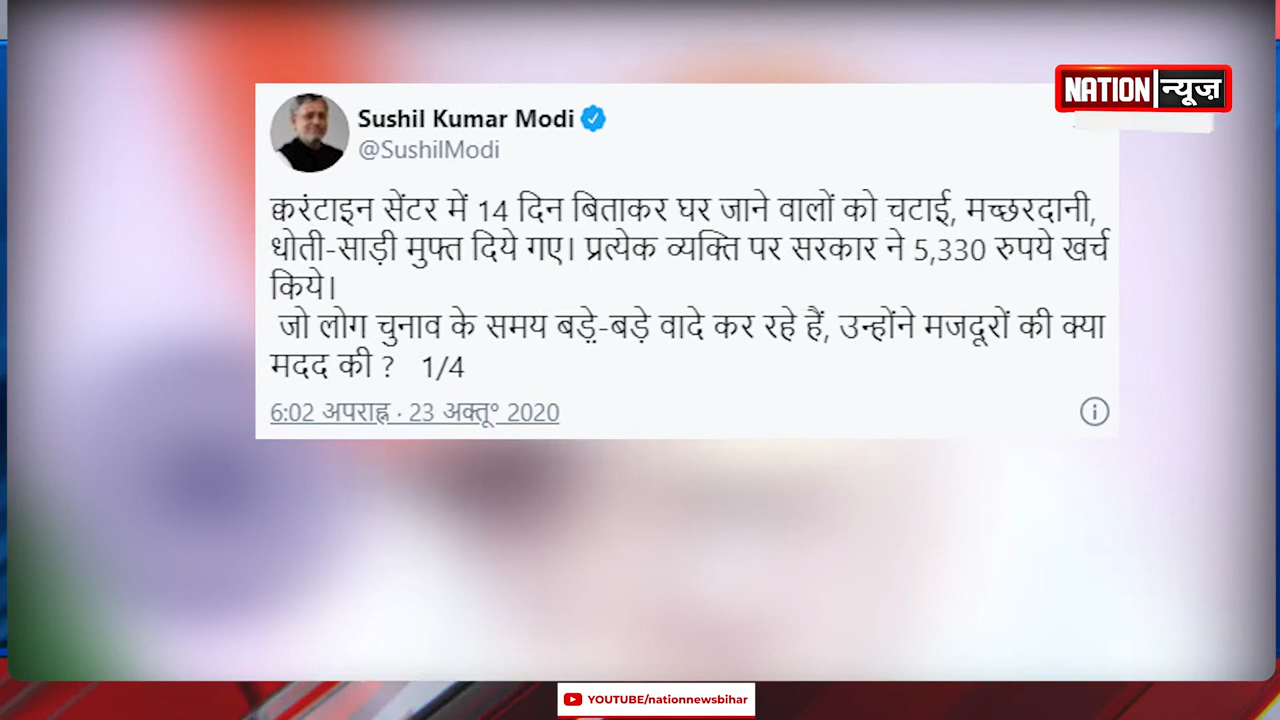 NATION न्यूज़
Sushil Kumar Modi
@SushilModi
क्वरंटाइन सेंटर में 14 दिन बिताकर घर जाने वालों को चटाई, मच्छरदानी,
धोती-साड़ी मुफ्त दिये गए। प्रत्येक व्यक्ति पर सरकार ने 5,330 रुपये खर्च
किये।
जो लोग चुनाव के समय बड़े़-बड़े वादे कर रहे हैं, उन्होंने मजदूरों की क्या
मदद की ? 1/4
6:02 अपराह्न · 23 अक्तू॰ 2020
YOUTUBE/nationnewsbihar